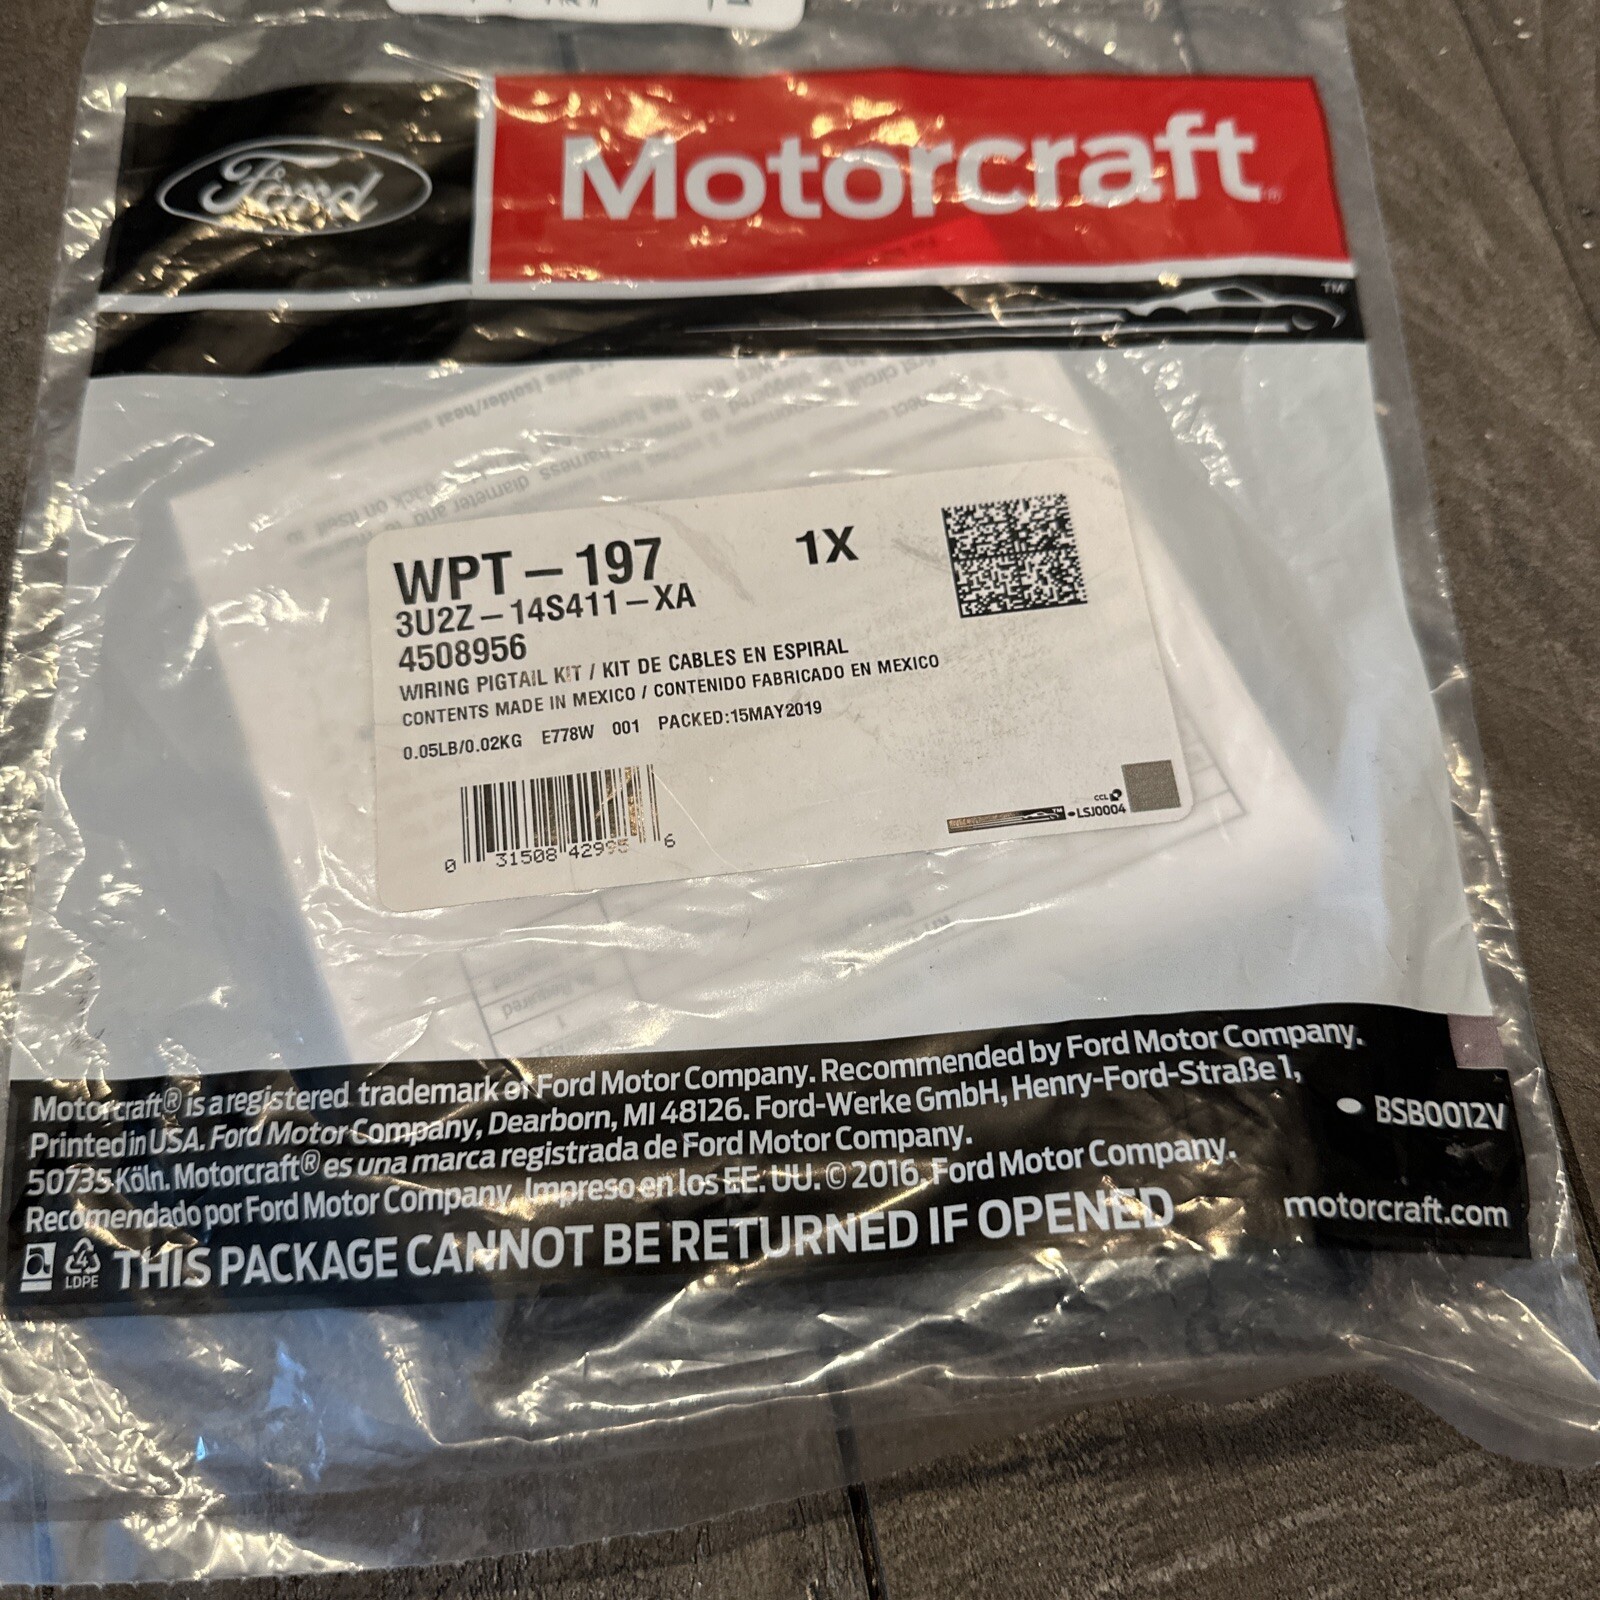 Ford
Motorcraft®
TM
WPT-197 1X
3U2Z-14S411-XA
4508956
WIRING PIGTAIL KIT / KIT DE CABLES EN ESPIRAL
CONTENTS MADE IN MEXICO / CONTENIDO FABRICADO EN MEXICO
0.05LB/0.02KG E778W 001 PACKED:15MAY2019
CCL
LSJ0004
0 31508 42995 6
Required
1
Motorcraft® is a registered trademark of Ford Motor Company. Recommended by Ford Motor Company.
Printed in USA. Ford Motor Company, Dearborn, MI 48126. Ford-Werke GmbH, Henry-Ford-Straße 1,
50735 Köln. Motorcraft® es una marca registrada de Ford Motor Company.
Recomendado por Ford Motor Company. Impreso en los EE. UU. © 2016, Ford Motor Company.
BSB0012V
motorcraft.com
4
LDPE
THIS PACKAGE CANNOT BE RETURNED IF OPENED